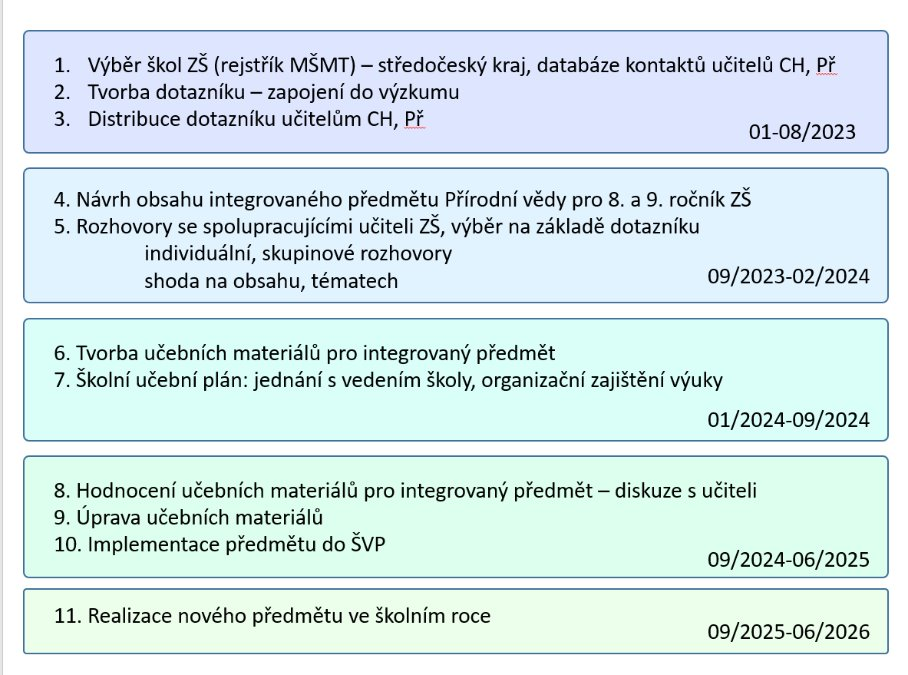 1. Výběr škol ZŠ (rejstřík MŠMT) – středočeský kraj, databáze kontaktů učitelů CH, Př
2. Tvorba dotazníku – zapojení do výzkumu
3. Distribuce dotazníku učitelům CH, Př
01-08/2023
4. Návrh obsahu integrovaného předmětu Přírodní vědy pro 8. a 9. ročník ZŠ
5. Rozhovory se spolupracujícími učiteli ZŠ, výběr na základě dotazníku
individuální, skupinové rozhovory
shoda na obsahu, tématech
09/2023-02/2024
6. Tvorba učebních materiálů pro integrovaný předmět
7. Školní učební plán: jednání s vedením školy, organizační zajištění výuky
01/2024-09/2024
8. Hodnocení učebních materiálů pro integrovaný předmět – diskuze s učiteli
9. Úprava učebních materiálů
10. Implementace předmětu do ŠVP
09/2024-06/2025
11. Realizace nového předmětu ve školním roce
09/2025-06/2026